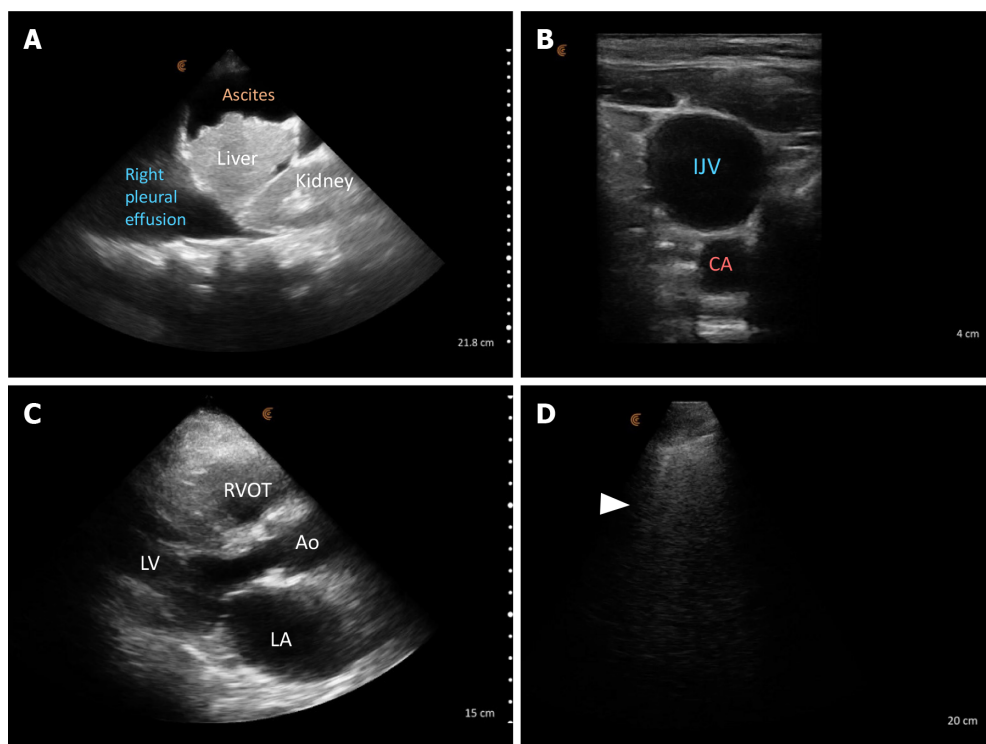 A
Ascites
Liver
Kidney
Right
pleural
effusion
21.8 cm
B
IJV
CA
4 cm
C
RVOT
Ao
LV
LA
15 cm
D
20 cm